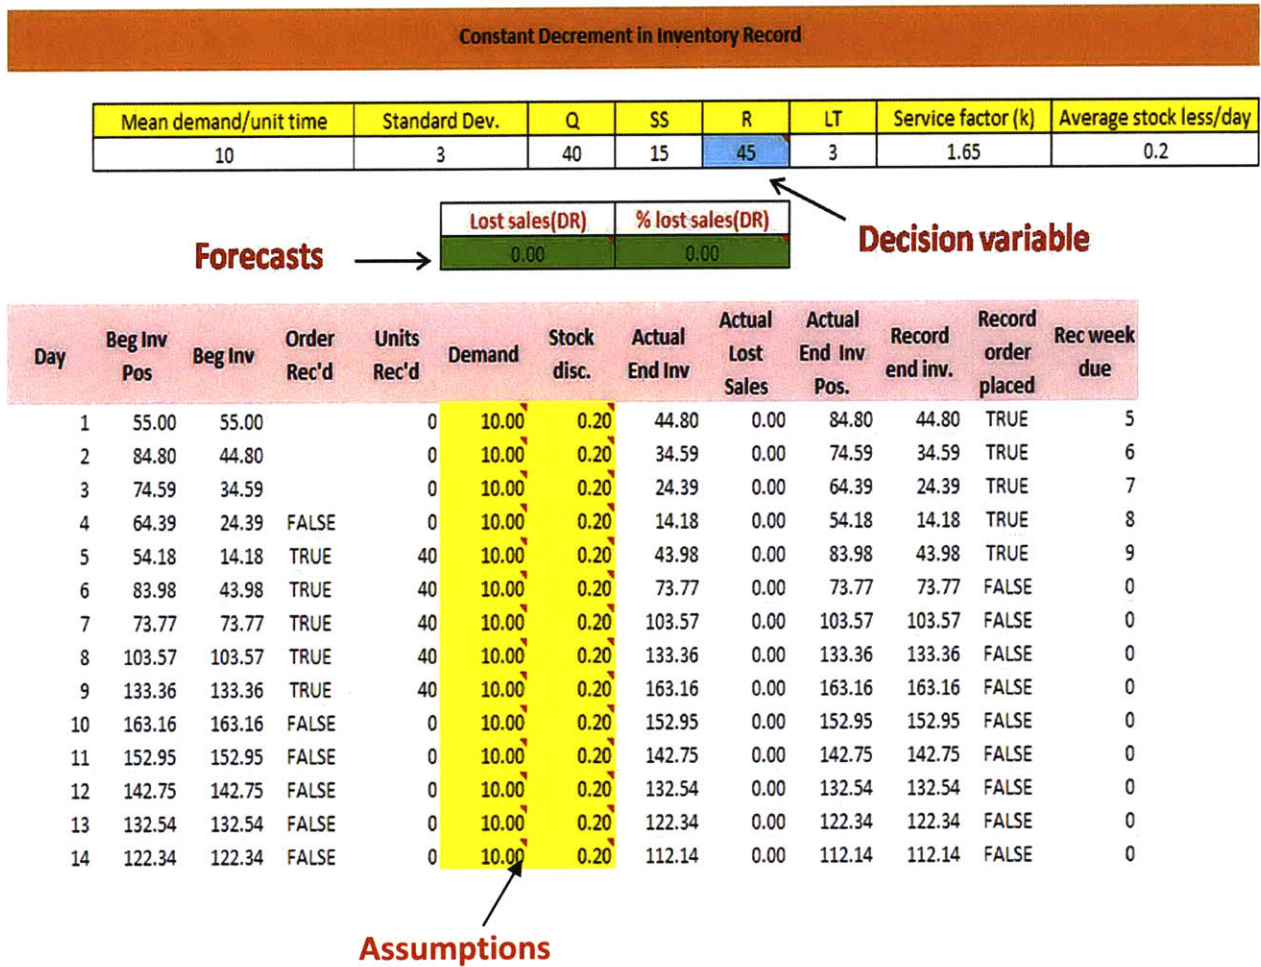 Constant Decrement in Inventory Record
Mean demand/unit time Standard Dev. Q SS R LT Service factor (k) Average stock less/day
10 3 40 15 45 3 1.65 0.2
Lost sales(DR) % lost sales(DR)
0.00 0.00
Forecasts
Decision variable
Day Beg Inv Pos Beg Inv Order Rec'd Units Rec'd Demand Stock disc. Actual End Inv Actual Lost Sales Actual End Inv Pos. Record end inv. Record order placed Rec week due
1 55.00 55.00 0 10.00 0.20 44.80 0.00 84.80 44.80 TRUE 5
2 84.80 44.80 0 10.00 0.20 34.59 0.00 74.59 34.59 TRUE 6
3 74.59 34.59 0 10.00 0.20 24.39 0.00 64.39 24.39 TRUE 7
4 64.39 24.39 FALSE 0 10.00 0.20 14.18 0.00 54.18 14.18 TRUE 8
5 54.18 14.18 TRUE 40 10.00 0.20 43.98 0.00 83.98 43.98 TRUE 9
6 83.98 43.98 TRUE 40 10.00 0.20 73.77 0.00 73.77 73.77 FALSE 0
7 73.77 73.77 TRUE 40 10.00 0.20 103.57 0.00 103.57 103.57 FALSE 0
8 103.57 103.57 TRUE 40 10.00 0.20 133.36 0.00 133.36 133.36 FALSE 0
9 133.36 133.36 TRUE 40 10.00 0.20 163.16 0.00 163.16 163.16 FALSE 0
10 163.16 163.16 FALSE 0 10.00 0.20 152.95 0.00 152.95 152.95 FALSE 0
11 152.95 152.95 FALSE 0 10.00 0.20 142.75 0.00 142.75 142.75 FALSE 0
12 142.75 142.75 FALSE 0 10.00 0.20 132.54 0.00 132.54 132.54 FALSE 0
13 132.54 132.54 FALSE 0 10.00 0.20 122.34 0.00 122.34 122.34 FALSE 0
14 122.34 122.34 FALSE 0 10.00 0.20 112.14 0.00 112.14 112.14 FALSE 0
Assumptions